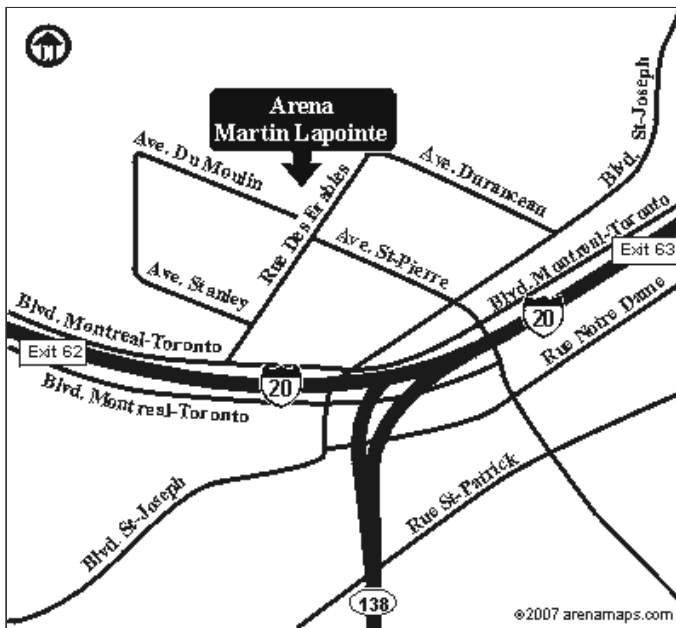 Arena
Martin Lapointe
Blvd. St-Joseph
Ave. Du Moulin
Ave. Duranceau
Rue Des Erables
Ave. St-Pierre
Blvd. Montreal-Toronto
Exit 63
Ave. Stanley
Blvd. Montreal-Toronto
20
Rue Notre Dame
Exit 62
20
Blvd. Montreal-Toronto
Rue St-Patrick
Blvd. St-Joseph
138
©2007 arenamaps.com